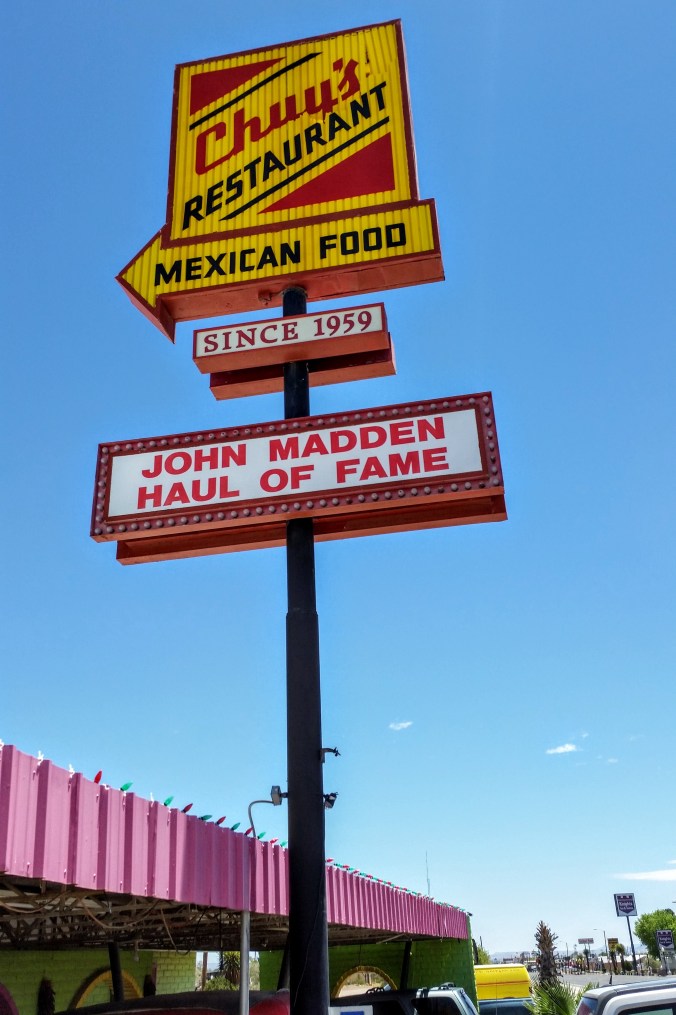 Chuy's
RESTAURANT
MEXICAN FOOD
SINCE 1959
JOHN MADDEN
HAUL OF FAME